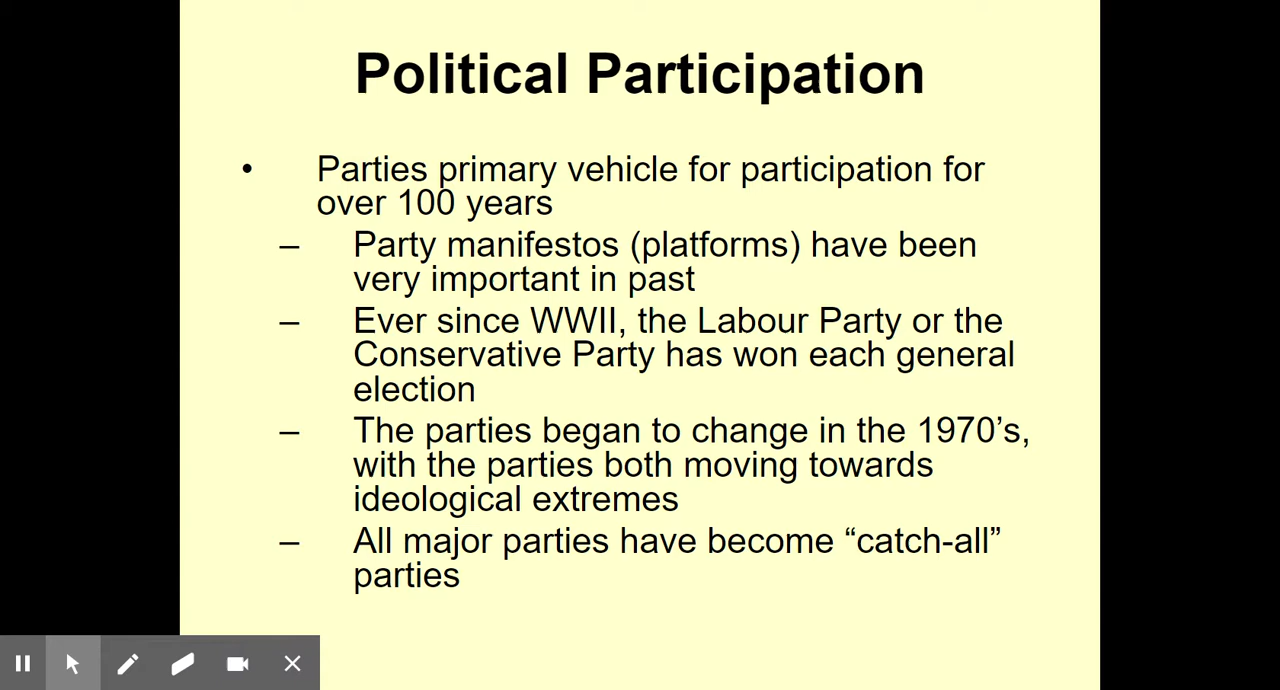 Political Participation
• Parties primary vehicle for participation for
over 100 years
– Party manifestos (platforms) have been
very important in past
– Ever since WWII, the Labour Party or the
Conservative Party has won each general
election
– The parties began to change in the 1970’s,
with the parties both moving towards
ideological extremes
– All major parties have become “catch-all”
parties